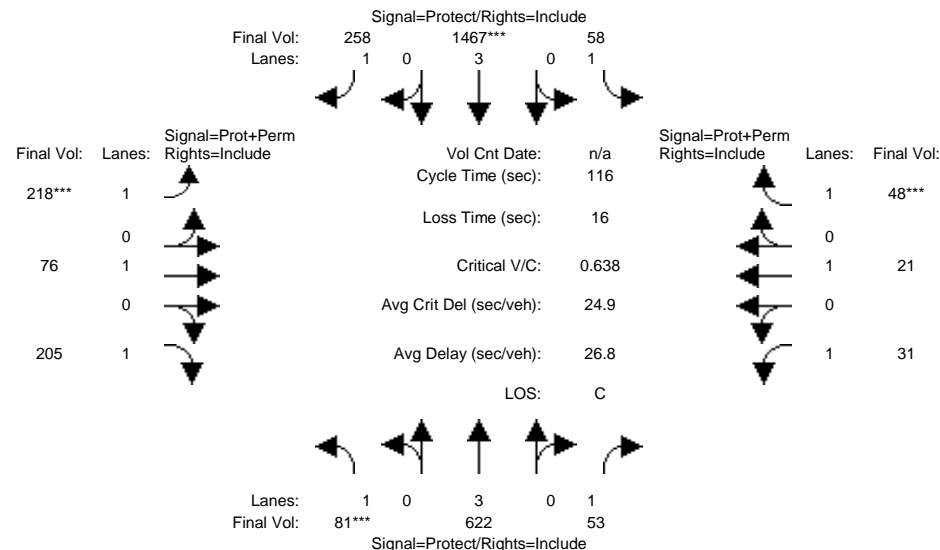 Signal=Protect/Rights=Include
Final Vol: 258 1467*** 58
Lanes: 1 0 3 0 1
Signal=Prot+Perm Signal=Prot+Perm
Final Vol: Lanes: Rights=Include Vol Cnt Date: n/a Rights=Include Lanes: Final Vol:
Cycle Time (sec): 116
218*** 1 1 48***
Loss Time (sec): 16
0 0
76 1 Critical V/C: 0.638 1 21
0 Avg Crit Del (sec/veh): 24.9 0
205 1 Avg Delay (sec/veh): 26.8 1 31
LOS: C
Lanes: 1 0 3 0 1
Final Vol: 81*** 622 53
Signal=Protect/Rights=Include